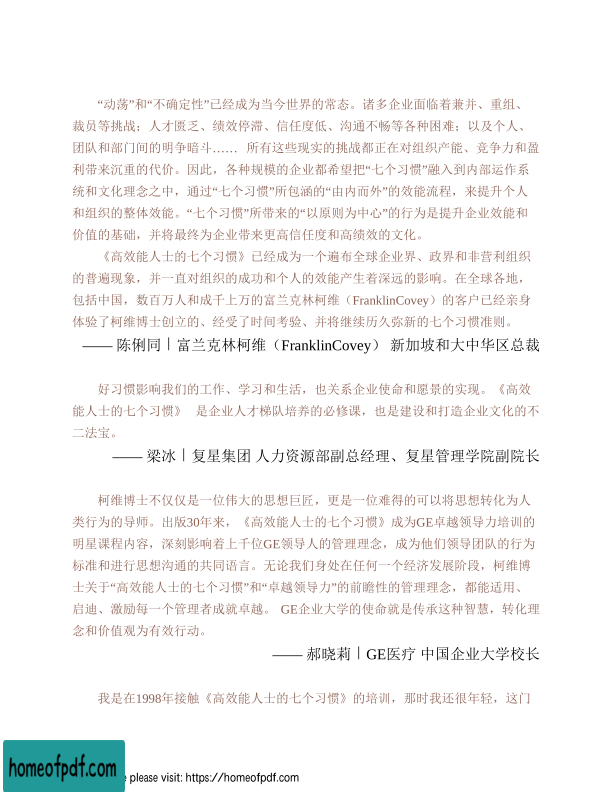 “动荡”和“不确定性”已经成为当今世界的常态。诸多企业面临着兼并、重组、
裁员等挑战；人才匮乏、绩效停滞、信任度低、沟通不畅等各种困难；以及个人、
团队和部门间的明争暗斗…… 所有这些现实的挑战都正在对组织产能、竞争力和盈
利带来沉重的代价。因此，各种规模的企业都希望把“七个习惯”融入到内部运作系
统和文化理念之中，通过“七个习惯”所包涵的“由内而外”的效能流程，来提升个人
和组织的整体效能。“七个习惯”所带来的“以原则为中心”的行为是提升企业效能和
价值的基础，并将最终为企业带来更高信任度和高绩效的文化。
《高效能人士的七个习惯》已经成为一个遍布全球企业界、政界和非营利组织
的普遍现象，并一直对组织的成功和个人的效能产生着深远的影响。在全球各地，
包括中国，数百万人和成千上万的富兰克林柯维（FranklinCovey）的客户已经亲身
体验了柯维博士创立的、经受了时间考验、并将继续历久弥新的七个习惯准则。
—— 陈俐同｜富兰克林柯维（FranklinCovey） 新加坡和大中华区总裁
好习惯影响我们的工作、学习和生活，也关系企业使命和愿景的实现。《高效
能人士的七个习惯》 是企业人才梯队培养的必修课，也是建设和打造企业文化的不
二法宝。
—— 梁冰｜复星集团 人力资源部副总经理、复星管理学院副院长
柯维博士不仅仅是一位伟大的思想巨匠，更是一位难得的可以将思想转化为人
类行为的导师。出版30年来，《高效能人士的七个习惯》成为GE卓越领导力培训的
明星课程内容，深刻影响着上千位GE领导人的管理理念，成为他们领导团队的行为
标准和进行思想沟通的共同语言。无论我们身处在任何一个经济发展阶段，柯维博
士关于“高效能人士的七个习惯”和“卓越领导力”的前瞻性的管理理念，都能适用、
启迪、激励每一个管理者成就卓越。 GE企业大学的使命就是传承这种智慧，转化理
念和价值观为有效行动。
—— 郝晓莉｜GE医疗 中国企业大学校长
我是在1998年接触《高效能人士的七个习惯》的培训，那时我还很年轻，这门
homeofpdf.com
please visit: https://homeofpdf.com